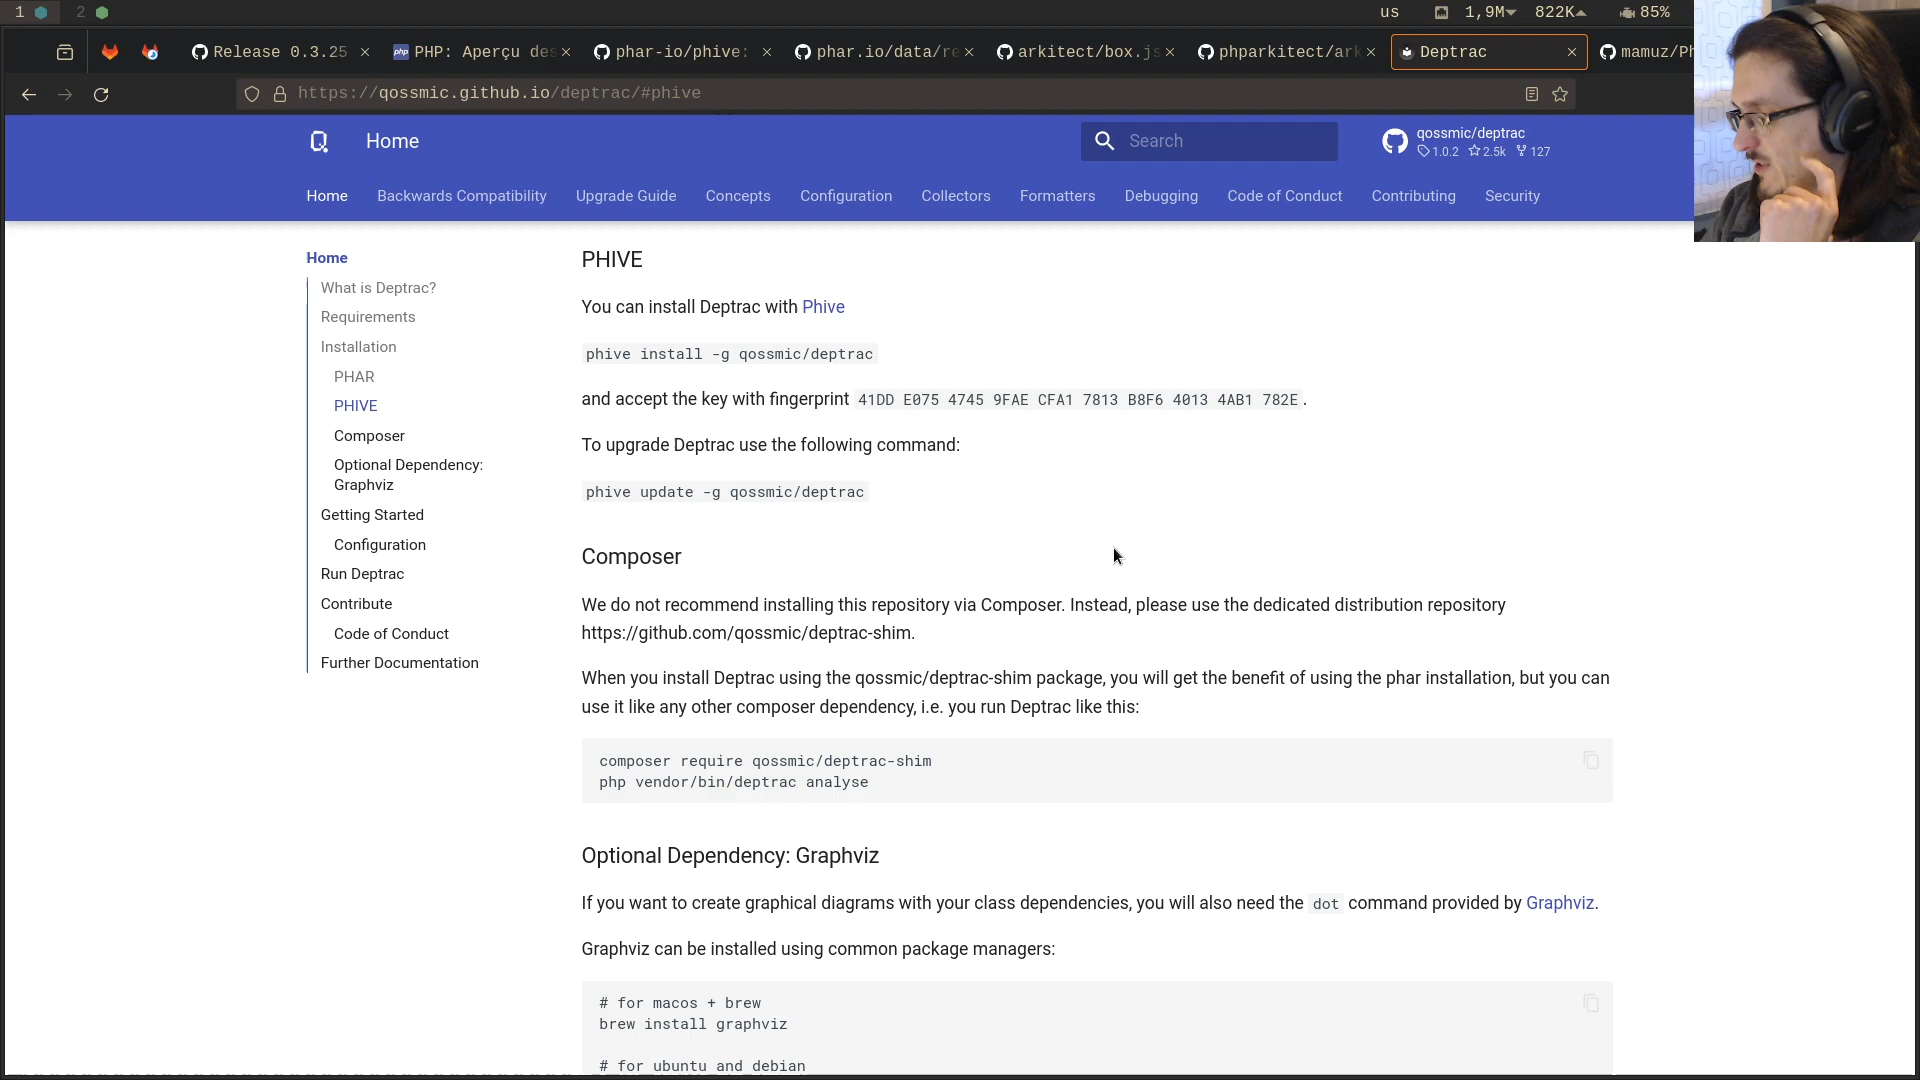 1 2 us 1,9M 822K 85%
Release 0.3.25 PHP: Aperçu des phar-io/phive: phar.io/data/re arkitect/box.js phparkitect/ark Deptrac mamuz/Ph
https://qossmic.github.io/deptrac/#phive
Home Search qossmic/deptrac
1.0.2 2.5k 127
Home Backwards Compatibility Upgrade Guide Concepts Configuration Collectors Formatters Debugging Code of Conduct Contributing Security
Home
What is Deptrac?
Requirements
Installation
PHAR
PHIVE
Composer
Optional Dependency:
Graphviz
Getting Started
Configuration
Run Deptrac
Contribute
Code of Conduct
Further Documentation
PHIVE
You can install Deptrac with Phive
phive install -g qossmic/deptrac
and accept the key with fingerprint 41DD E075 4745 9FAE CFA1 7813 B8F6 4013 4AB1 782E.
To upgrade Deptrac use the following command:
phive update -g qossmic/deptrac
Composer
We do not recommend installing this repository via Composer. Instead, please use the dedicated distribution repository
https://github.com/qossmic/deptrac-shim.
When you install Deptrac using the qossmic/deptrac-shim package, you will get the benefit of using the phar installation, but you can
use it like any other composer dependency, i.e. you run Deptrac like this:
composer require qossmic/deptrac-shim
php vendor/bin/deptrac analyse
Optional Dependency: Graphviz
If you want to create graphical diagrams with your class dependencies, you will also need the dot command provided by Graphviz.
Graphviz can be installed using common package managers:
# for macos + brew
brew install graphviz
# for ubuntu and debian